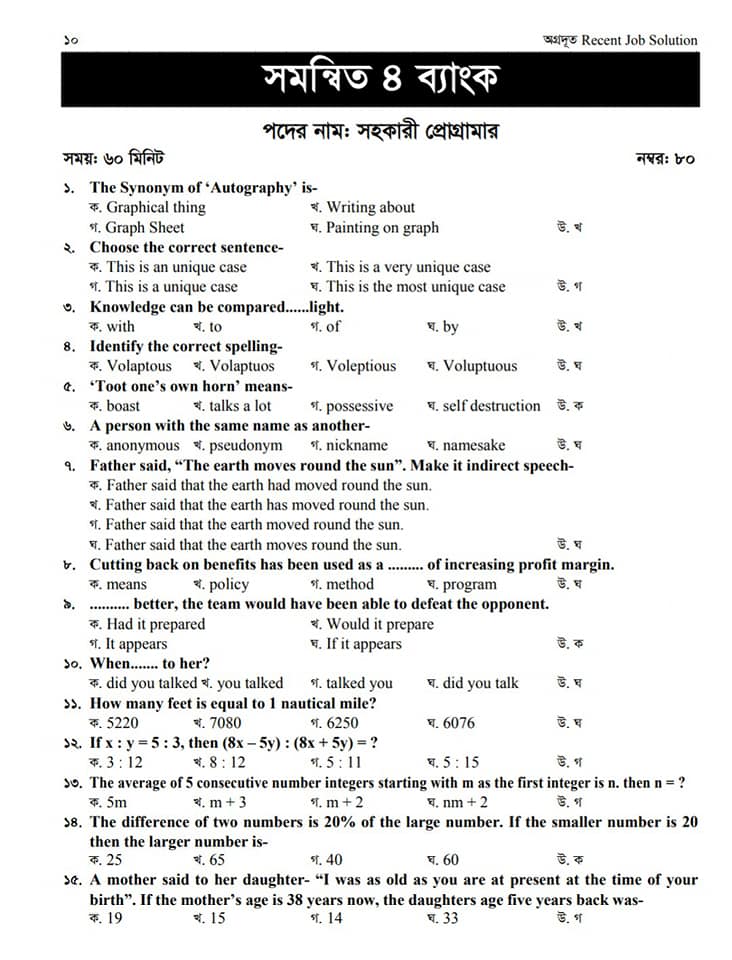 ১০ অগ্রদূত Recent Job Solution
সমন্বিত ৪ ব্যাংক
পদের নাম: সহকারী প্রোগ্রামার
সময়: ৬০ মিনিট নম্বর: ৮০
১. The Synonym of ‘Autography’ is-
ক. Graphical thing খ. Writing about
গ. Graph Sheet ঘ. Painting on graph উ. খ
২. Choose the correct sentence-
ক. This is an unique case খ. This is a very unique case
গ. This is a unique case ঘ. This is the most unique case উ. গ
৩. Knowledge can be compared......light.
ক. with খ. to গ. of ঘ. by উ. খ
৪. Identify the correct spelling-
ক. Volaptous খ. Volaptuos গ. Voleptious ঘ. Voluptuous উ. ঘ
৫. ‘Toot one’s own horn’ means-
ক. boast খ. talks a lot গ. possessive ঘ. self destruction উ. ক
৬. A person with the same name as another-
ক. anonymous খ. pseudonym গ. nickname ঘ. namesake উ. ঘ
৭. Father said, “The earth moves round the sun”. Make it indirect speech-
ক. Father said that the earth had moved round the sun.
খ. Father said that the earth has moved round the sun.
গ. Father said that the earth moved round the sun.
ঘ. Father said that the earth moves round the sun. উ. ঘ
৮. Cutting back on benefits has been used as a ......... of increasing profit margin.
ক. means খ. policy গ. method ঘ. program উ. ঘ
৯. .......... better, the team would have been able to defeat the opponent.
ক. Had it prepared খ. Would it prepare
গ. It appears ঘ. If it appears উ. ক
১০. When....... to her?
ক. did you talked খ. you talked গ. talked you ঘ. did you talk উ. ঘ
১১. How many feet is equal to 1 nautical mile?
ক. 5220 খ. 7080 গ. 6250 ঘ. 6076 উ. ঘ
১২. If x : y = 5 : 3, then (8x – 5y) : (8x + 5y) = ?
ক. 3 : 12 খ. 8 : 12 গ. 5 : 11 ঘ. 5 : 15 উ. গ
১৩. The average of 5 consecutive number integers starting with m as the first integer is n. then n = ?
ক. 5m খ. m + 3 গ. m + 2 ঘ. nm + 2 উ. গ
১৪. The difference of two numbers is 20% of the large number. If the smaller number is 20
then the larger number is-
ক. 25 খ. 65 গ. 40 ঘ. 60 উ. ক
১৫. A mother said to her daughter- “I was as old as you are at present at the time of your
birth”. If the mother’s age is 38 years now, the daughters age five years back was-
ক. 19 খ. 15 গ. 14 ঘ. 33 উ. গ